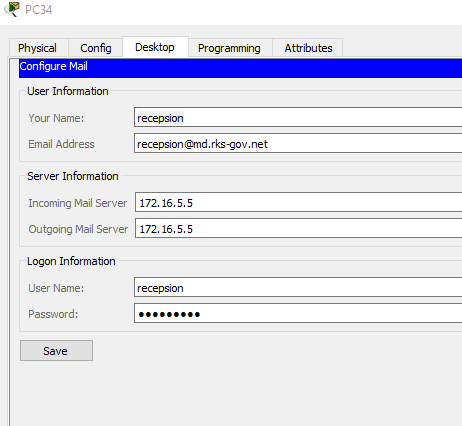 PC34
Physical Config Desktop Programming Attributes
Configure Mail
User Information
Your Name: recepsion
Email Address recepsion@md.rks-gov.net
Server Information
Incoming Mail Server 172.16.5.5
Outgoing Mail Server 172.16.5.5
Logon Information
User Name: recepsion
Password: ●●●●●●●●●
Save